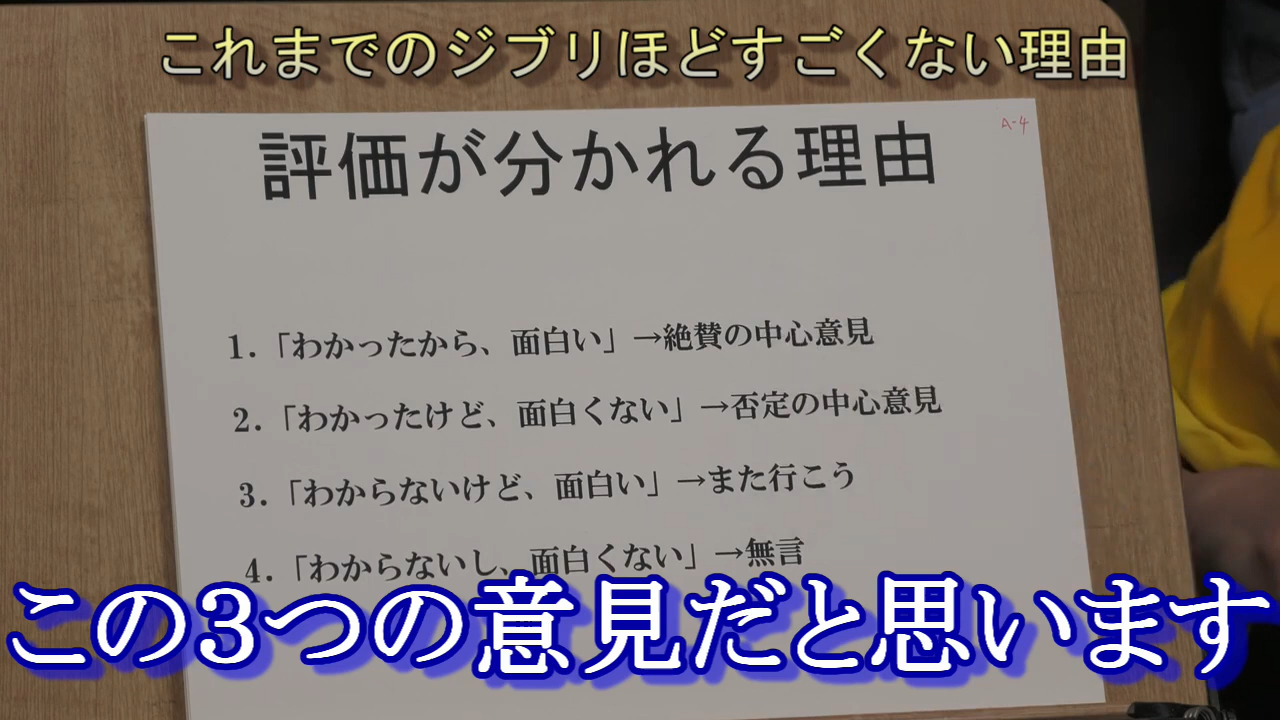 これまでのジブリほどすごくない理由
A-4
評価が分かれる理由
1.「わかったから、面白い」→絶賛の中心意見
2.「わかったけど、面白くない」→否定の中心意見
3.「わからないけど、面白い」→また行こう
4.「わからないし、面白くない」→無言
この3つの意見だと思います